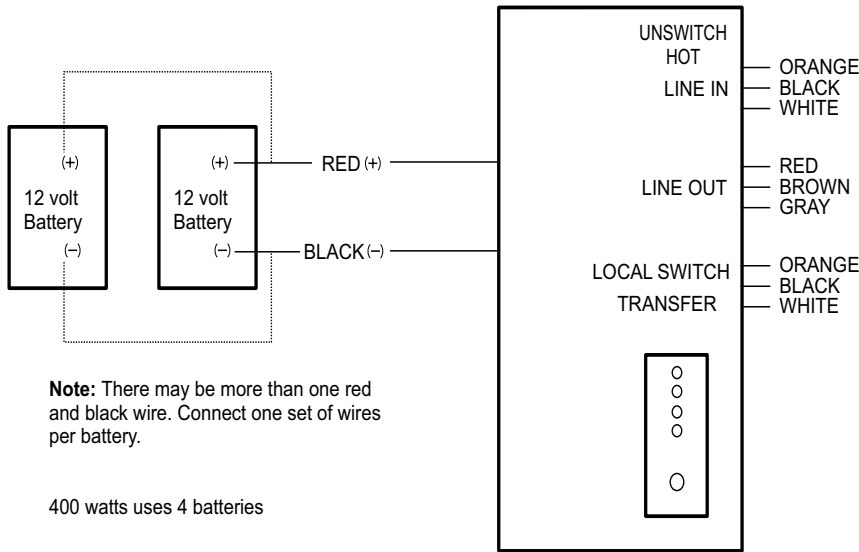 UNSWITCH
HOT
LINE IN
ORANGE
BLACK
WHITE
(+)
12 volt
Battery
(–)
(+)
12 volt
Battery
(–)
RED (+)
BLACK (–)
LINE OUT
RED
BROWN
GRAY
LOCAL SWITCH
TRANSFER
ORANGE
BLACK
WHITE
Note: There may be more than one red
and black wire. Connect one set of wires
per battery.
400 watts uses 4 batteries